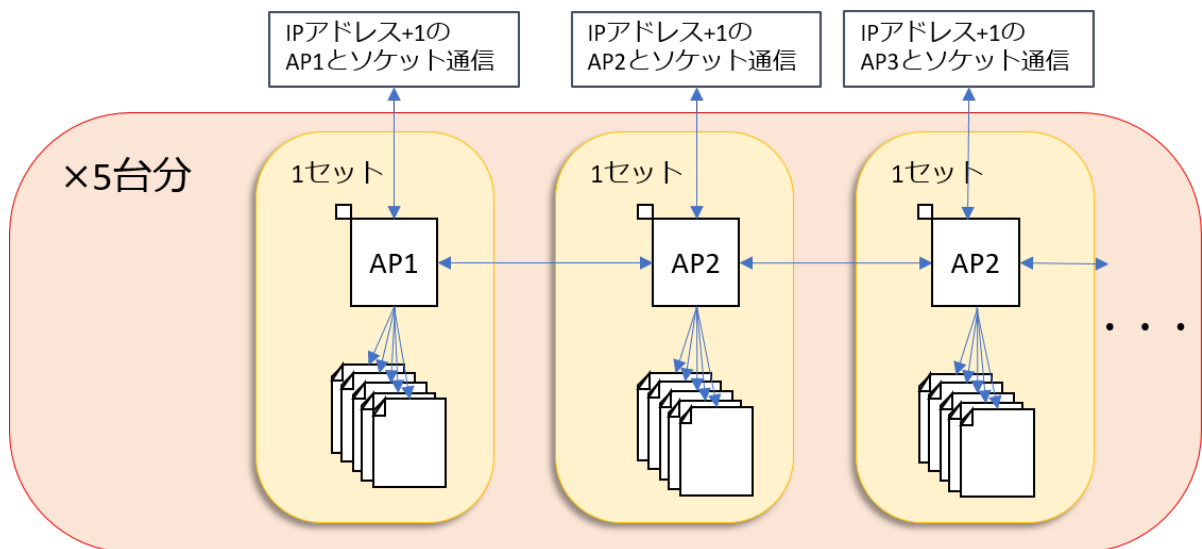 IPアドレス+1の
AP1とソケット通信
IPアドレス+1の
AP2とソケット通信
IPアドレス+1の
AP3とソケット通信
×5台分
1セット
1セット
1セット
AP1
AP2
AP2
・・・